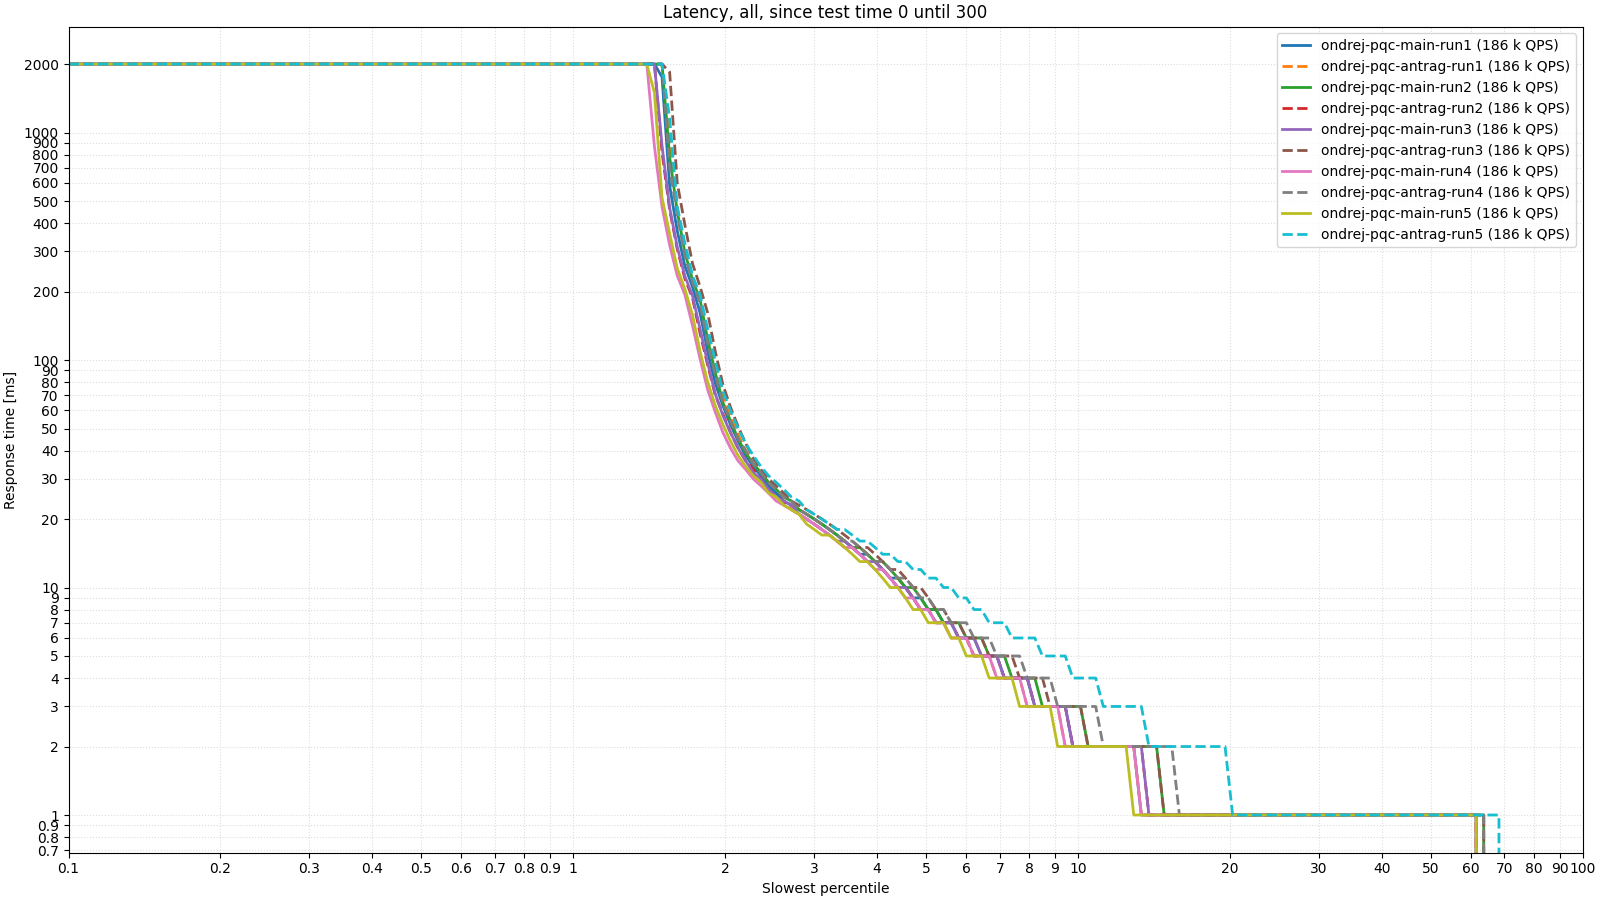 Latency, all, since test time 0 until 300
ondrej-pqc-main-run1 (186 k QPS)
ondrej-pqc-antrag-run1 (186 k QPS)
ondrej-pqc-main-run2 (186 k QPS)
ondrej-pqc-antrag-run2 (186 k QPS)
ondrej-pqc-main-run3 (186 k QPS)
ondrej-pqc-antrag-run3 (186 k QPS)
ondrej-pqc-main-run4 (186 k QPS)
ondrej-pqc-antrag-run4 (186 k QPS)
ondrej-pqc-main-run5 (186 k QPS)
ondrej-pqc-antrag-run5 (186 k QPS)
Response time [ms]
2000
1000
900
800
700
600
500
400
300
200
100
90
80
70
60
50
40
30
20
10
9
8
7
6
5
4
3
2
1
0.9
0.8
0.7
0.1 0.2 0.3 0.4 0.5 0.6 0.7 0.8 0.9 1 2 3 4 5 6 7 8 9 10 20 30 40 50 60 70 80 90 100
Slowest percentile